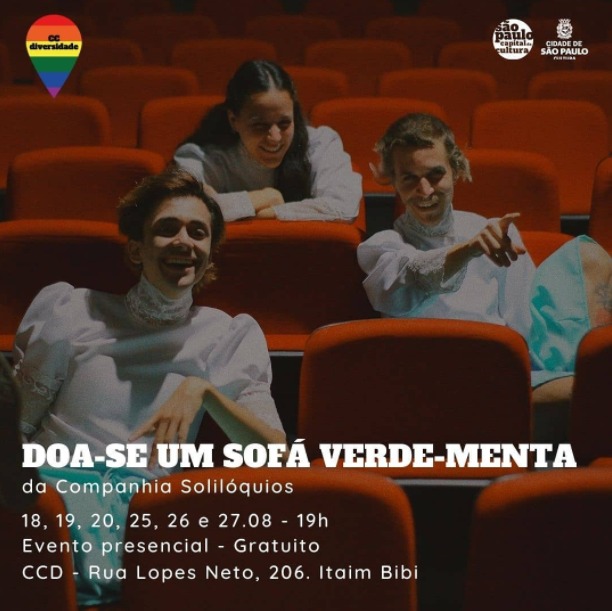 CC
diversidade
são
paulo
capital da
cultura
CIDADE DE
SÃO PAULO
CULTURA
DOA-SE UM SOFÁ VERDE-MENTA
da Companhia Solilóquios
18, 19, 20, 25, 26 e 27.08 - 19h
Evento presencial - Gratuito
CCD - Rua Lopes Neto, 206. Itaim Bibi